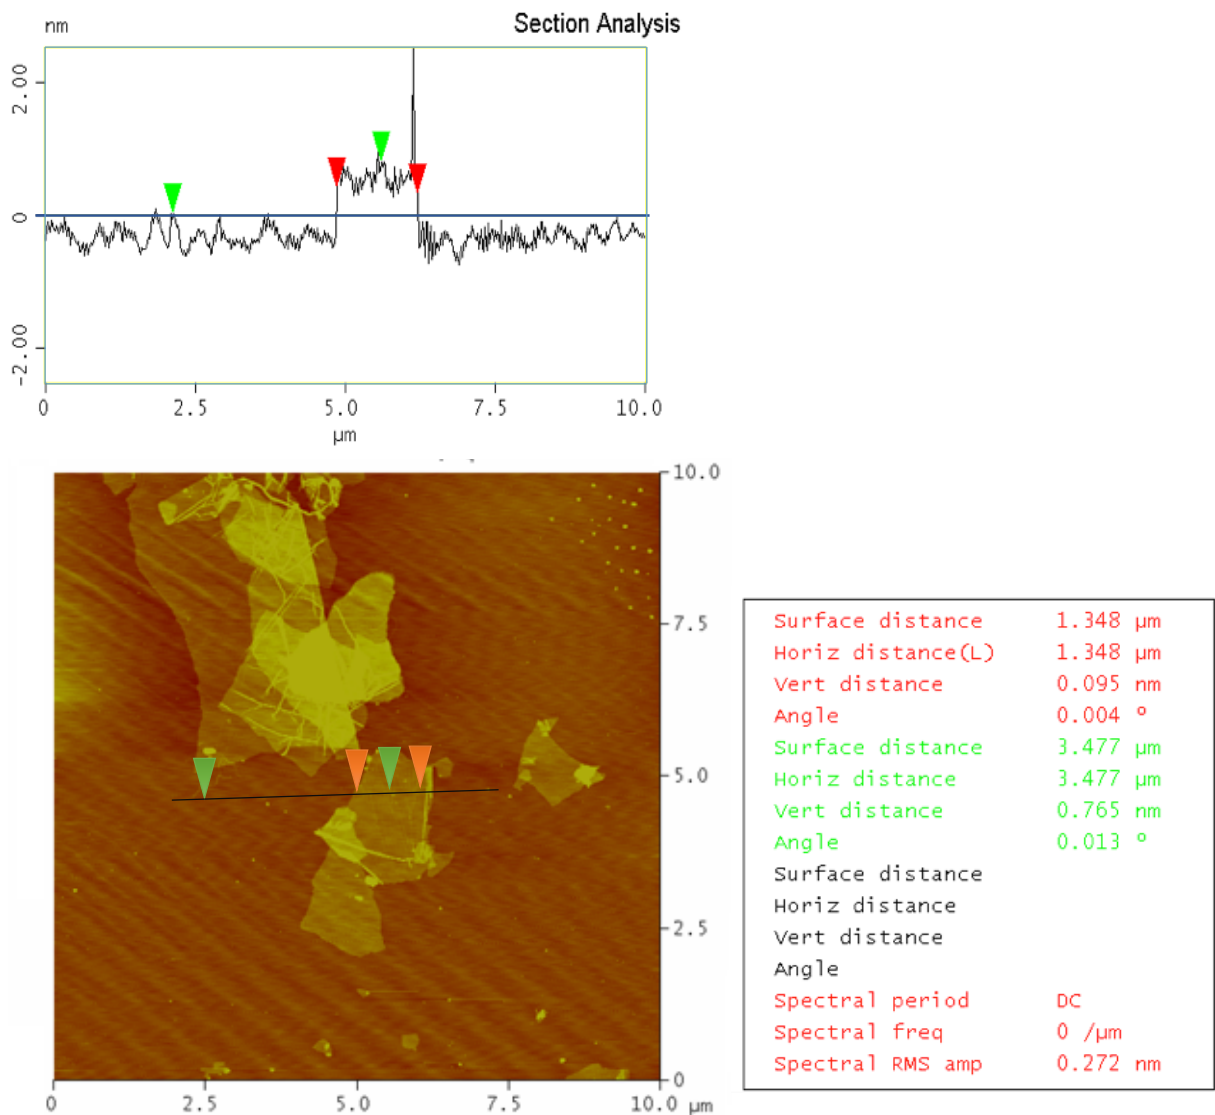 nm
Section Analysis
2.00
0
-2.00
0 2.5 5.0 7.5 10.0
µm
10.0
7.5
5.0
2.5
0
0 2.5 5.0 7.5 10.0 µm
Surface distance 1.348 µm
Horiz distance(L) 1.348 µm
Vert distance 0.095 nm
Angle 0.004 º
Surface distance 3.477 µm
Horiz distance 3.477 µm
Vert distance 0.765 nm
Angle 0.013 º
Surface distance
Horiz distance
Vert distance
Angle
Spectral period DC
Spectral freq 0 /µm
Spectral RMS amp 0.272 nm